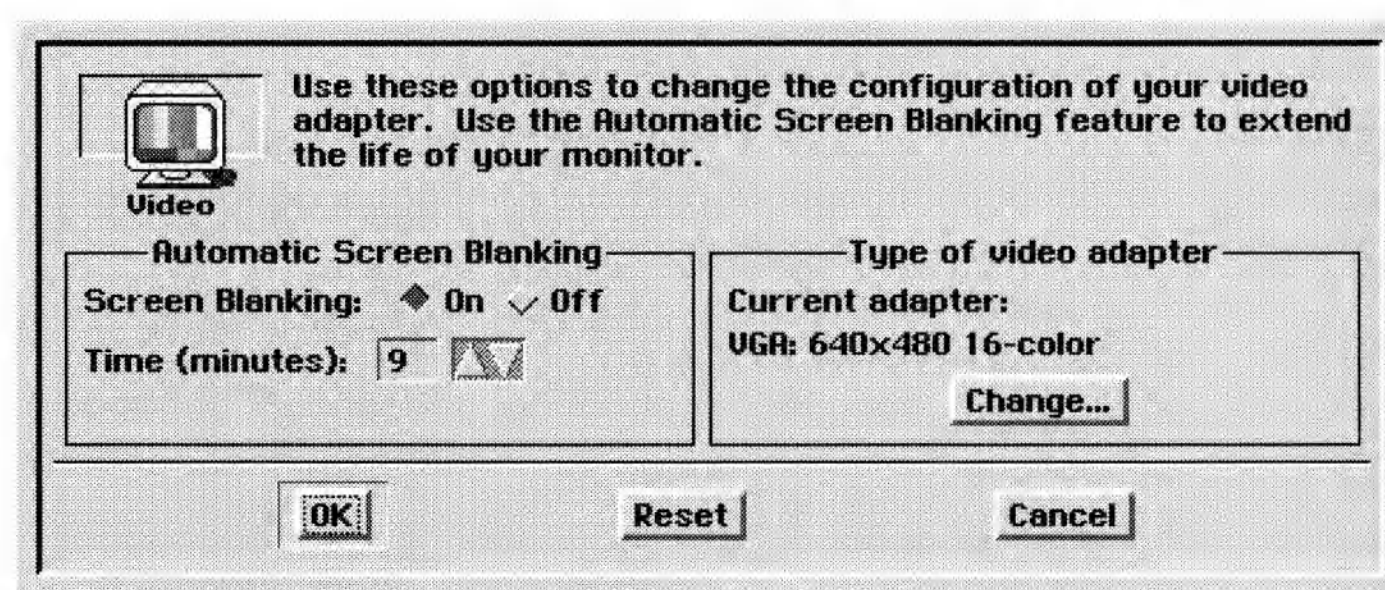 Use these options to change the configuration of your video
adapter. Use the Automatic Screen Blanking feature to extend
the life of your monitor.
Video
Automatic Screen Blanking
Screen Blanking: On Off
Time (minutes): 9
Type of video adapter
Current adapter:
VGA: 640x480 16-color
Change...
OK
Reset
Cancel